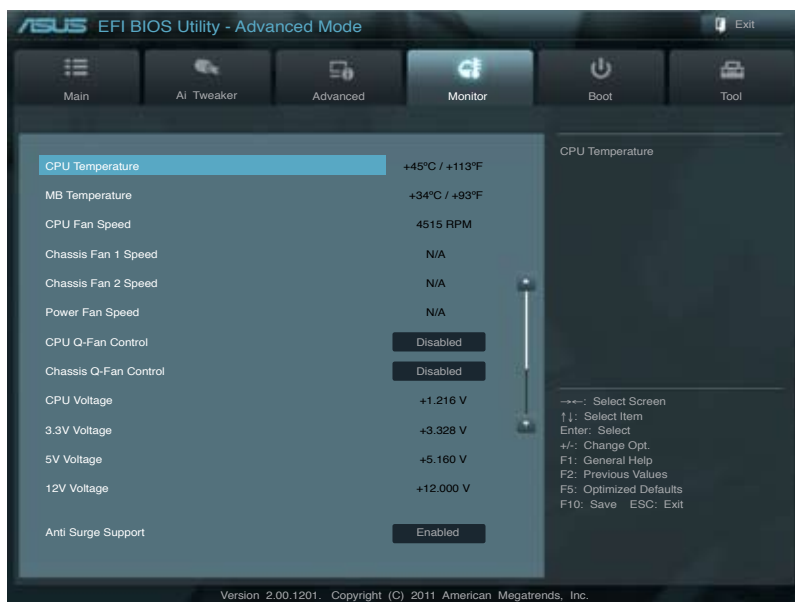 ASUS EFI BIOS Utility - Advanced Mode
Exit
Main
Ai Tweaker
Advanced
Monitor
Boot
Tool
CPU Temperature +45ºC / +113ºF
MB Temperature +34ºC / +93ºF
CPU Fan Speed 4515 RPM
Chassis Fan 1 Speed N/A
Chassis Fan 2 Speed N/A
Power Fan Speed N/A
CPU Q-Fan Control Disabled
Chassis Q-Fan Control Disabled
CPU Voltage +1.216 V
3.3V Voltage +3.328 V
5V Voltage +5.160 V
12V Voltage +12.000 V
Anti Surge Support Enabled
CPU Temperature
→←: Select Screen
↑↓: Select Item
Enter: Select
+/-: Change Opt.
F1: General Help
F2: Previous Values
F5: Optimized Defaults
F10: Save ESC: Exit
Version 2.00.1201. Copyright (C) 2011 American Megatrends, Inc.